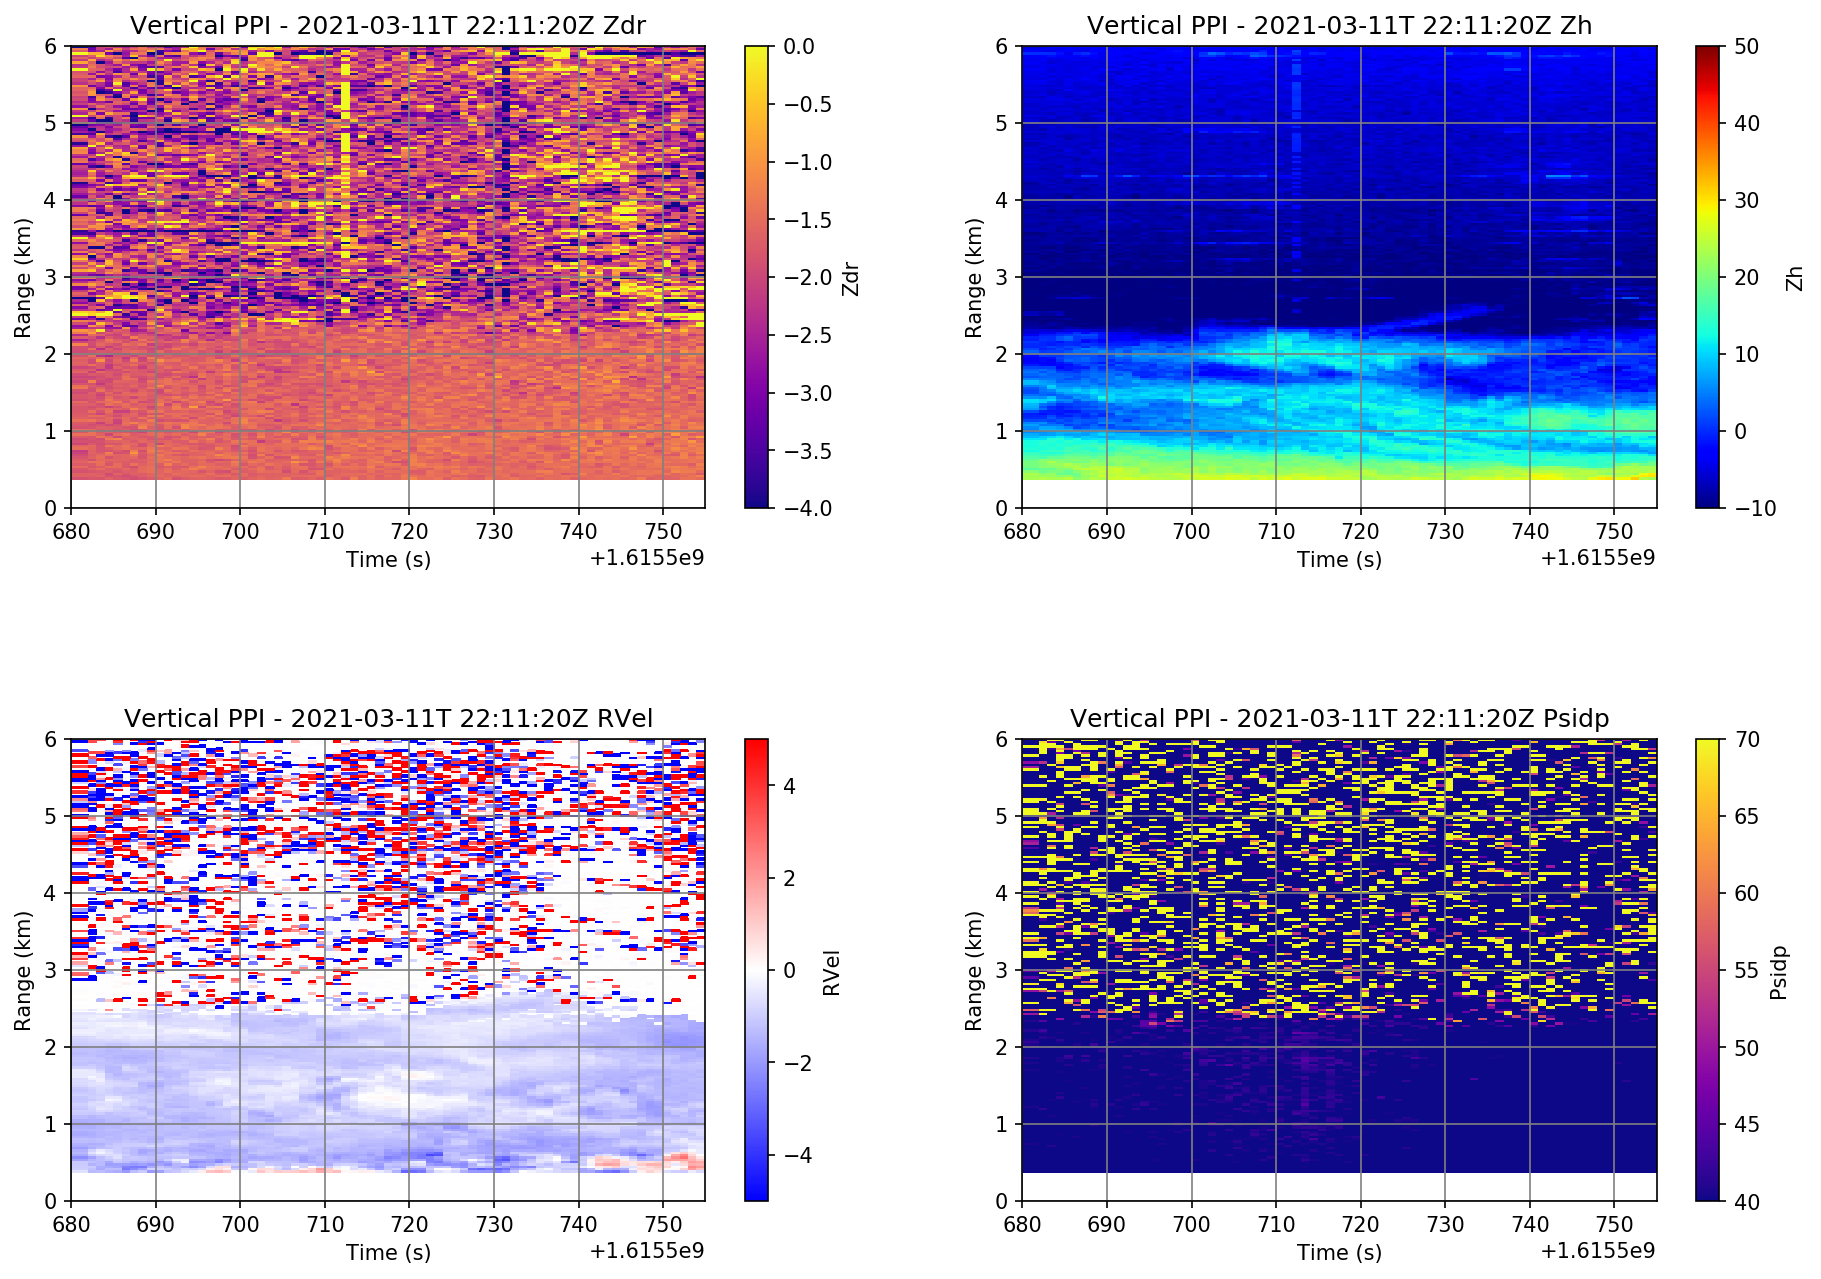 Vertical PPI - 2021-03-11T 22:11:20Z Zdr
6
5
4
3
2
1
0
Range (km)
680 690 700 710 720 730 740 750
Time (s)
+1.6155e9
0.0
−0.5
−1.0
−1.5
−2.0
−2.5
−3.0
−3.5
−4.0
Zdr
Vertical PPI - 2021-03-11T 22:11:20Z Zh
6
5
4
3
2
1
0
Range (km)
680 690 700 710 720 730 740 750
Time (s)
+1.6155e9
50
40
30
20
10
0
−10
Zh
Vertical PPI - 2021-03-11T 22:11:20Z RVel
6
5
4
3
2
1
0
Range (km)
680 690 700 710 720 730 740 750
Time (s)
+1.6155e9
4
2
0
−2
−4
RVel
Vertical PPI - 2021-03-11T 22:11:20Z Psidp
6
5
4
3
2
1
0
Range (km)
680 690 700 710 720 730 740 750
Time (s)
+1.6155e9
70
65
60
55
50
45
40
Psidp